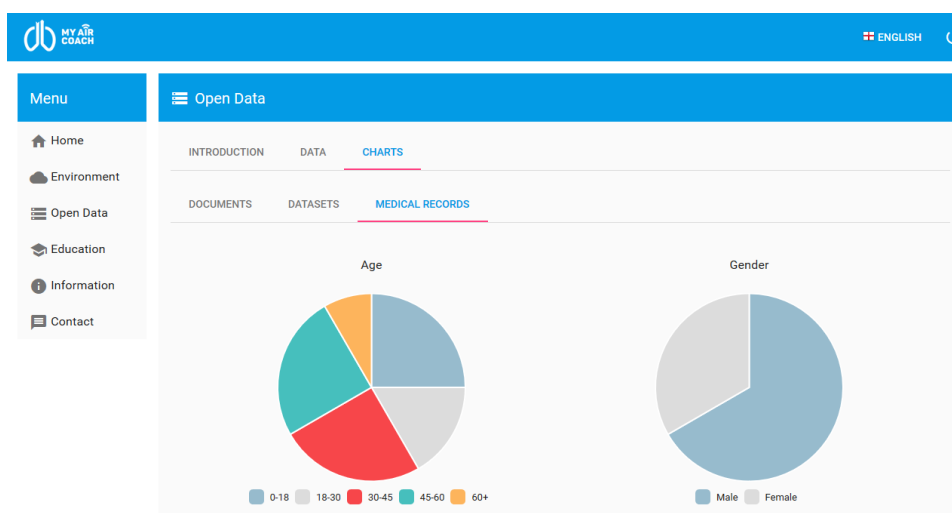 MY AIR
COACH
ENGLISH
Menu
Home
Environment
Open Data
Education
Information
Contact
Open Data
INTRODUCTION DATA CHARTS
DOCUMENTS DATASETS MEDICAL RECORDS
Age
0-18 18-30 30-45 45-60 60+
Gender
Male Female